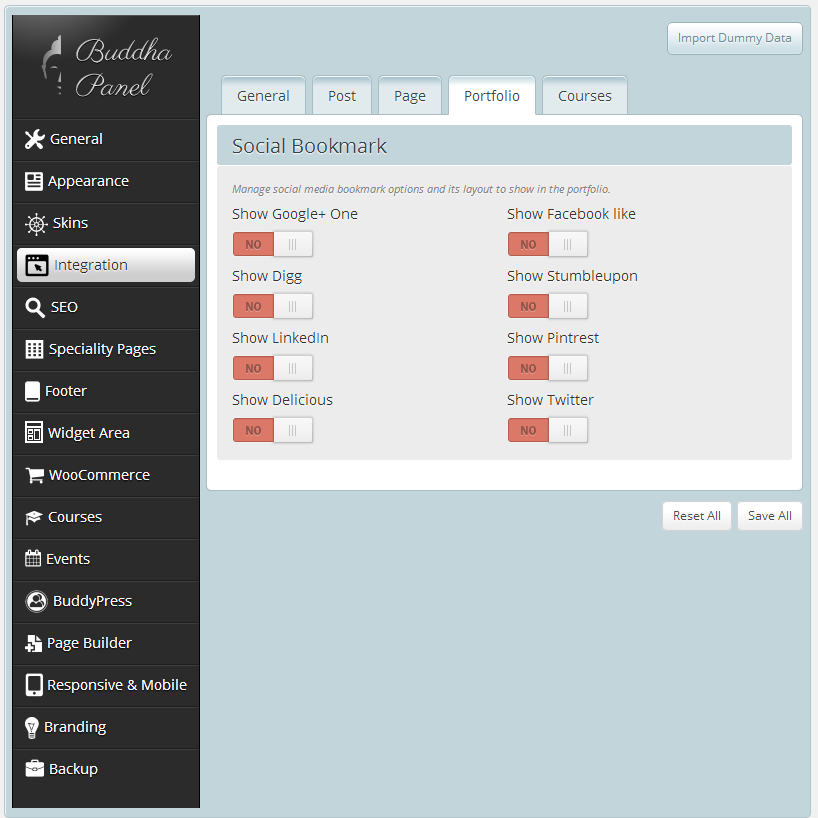 Buddha
Panel
General
Appearance
Skins
Integration
SEO
Speciality Pages
Footer
Widget Area
WooCommerce
Courses
Events
BuddyPress
Page Builder
Responsive & Mobile
Branding
Backup
Import Dummy Data
General Post Page Portfolio Courses
Social Bookmark
Manage social media bookmark options and its layout to show in the portfolio.
Show Google+ One Show Facebook like
NO NO
Show Digg Show Stumbleupon
NO NO
Show LinkedIn Show Pintrest
NO NO
Show Delicious Show Twitter
NO NO
Reset All Save All